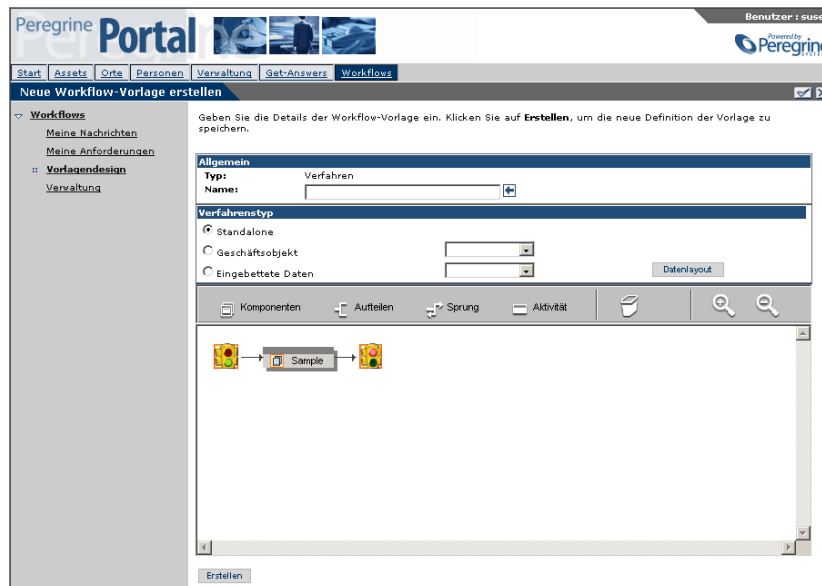 Benutzer : suse
Peregrine Portal
Powered by
Peregrine
Start Assets Orte Personen Verwaltung Get-Answers Workflows
Neue Workflow-Vorlage erstellen
Workflows
Meine Nachrichten
Meine Anforderungen
Vorlagendesign
Verwaltung
Geben Sie die Details der Workflow-Vorlage ein. Klicken Sie auf Erstellen, um die neue Definition der Vorlage zu
speichern.
Allgemein
Typ: Verfahren
Name:
Verfahrenstyp
Standalone
Geschäftsobjekt
Eingebettete Daten Datenlayout
Komponenten Aufteilen Sprung Aktivität
Sample
Erstellen